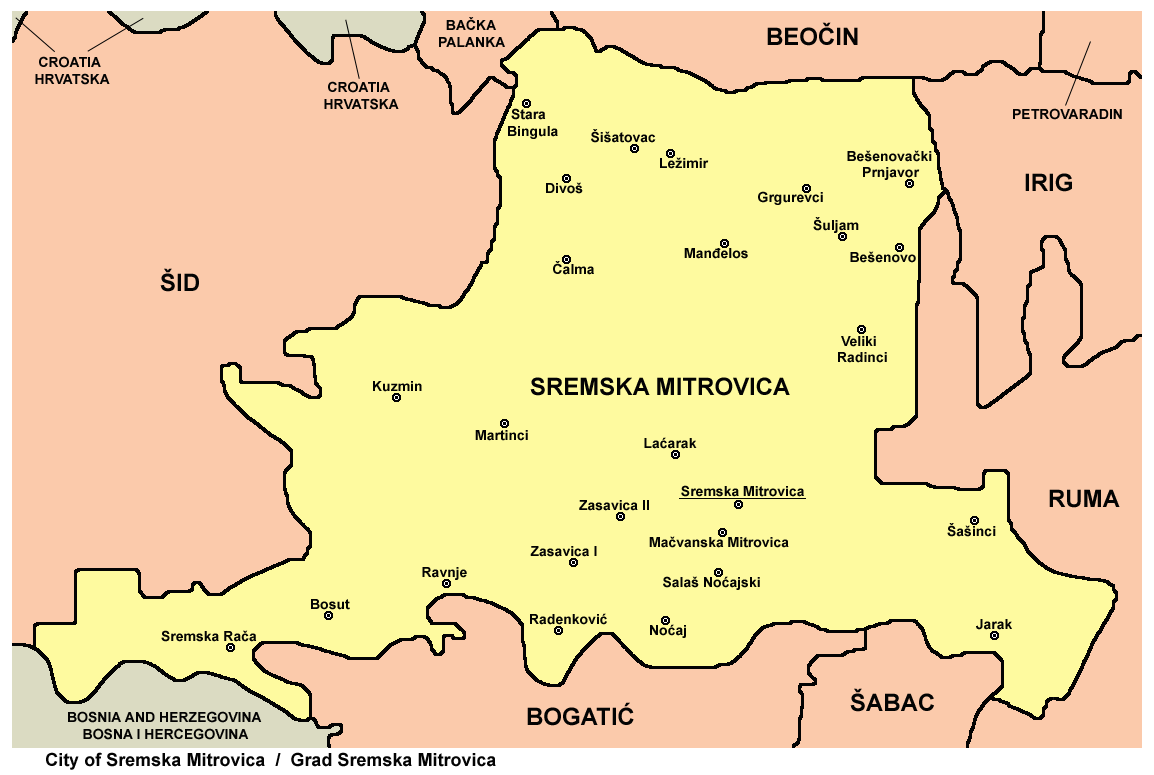 BAČKA
PALANKA
BEOČIN
CROATIA
HRVATSKA
CROATIA
HRVATSKA
PETROVARADIN
Stara
Bingula
Šišatovac
Ležimir
Bešenovački
Prnjavor
IRIG
Divoš
Grgurevci
Šuljam
Manđelos
Bešenovo
Čalma
ŠID
Veliki
Radinci
Kuzmin
SREMSKA MITROVICA
Martinci
Laćarak
Sremska Mitrovica
RUMA
Zasavica II
Šašinci
Mačvanska Mitrovica
Zasavica I
Ravnje
Salaš Noćajski
Bosut
Radenković
Noćaj
Jarak
Sremska Rača
ŠABAC
BOGATIĆ
BOSNIA AND HERZEGOVINA
BOSNA I HERCEGOVINA
City of Sremska Mitrovica / Grad Sremska Mitrovica